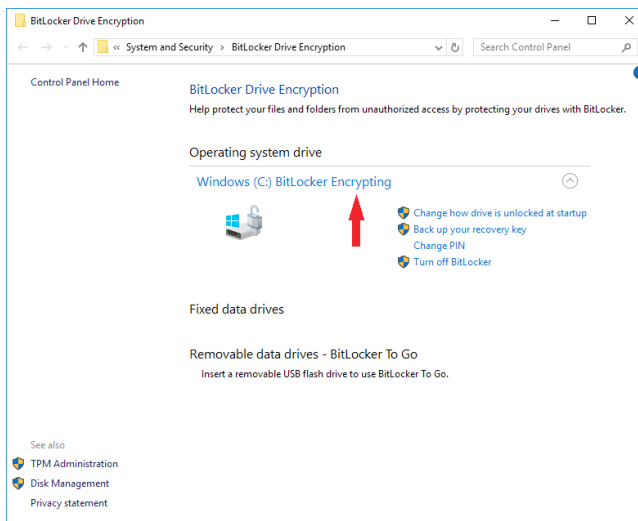 BitLocker Drive Encryption
« System and Security › BitLocker Drive Encryption
Search Control Panel
Control Panel Home
BitLocker Drive Encryption
Help protect your files and folders from unauthorized access by protecting your drives with BitLocker.
Operating system drive
Windows (C:) BitLocker Encrypting
Change how drive is unlocked at startup
Back up your recovery key
Change PIN
Turn off BitLocker
Fixed data drives
Removable data drives - BitLocker To Go
Insert a removable USB flash drive to use BitLocker To Go.
See also
TPM Administration
Disk Management
Privacy statement